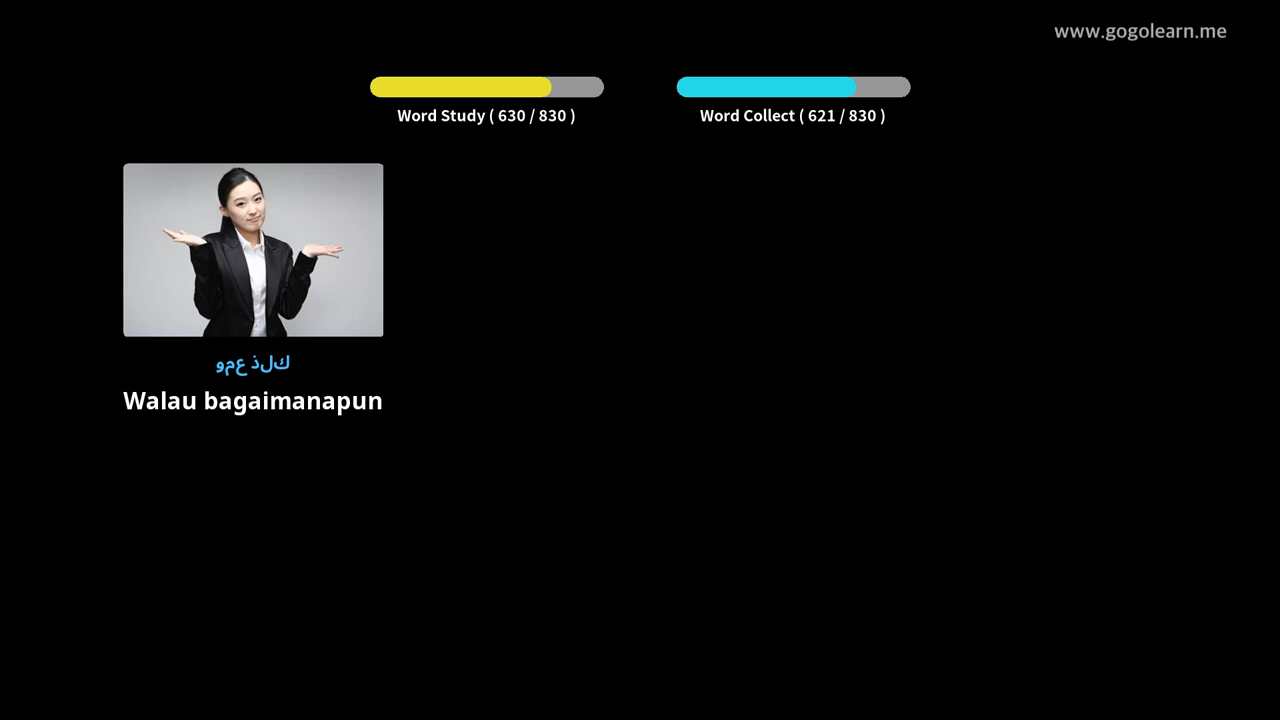 www.gogolearn.me
Word Study ( 630 / 830 )
Word Collect ( 621 / 830 )
ومع ذلك
Walau bagaimanapun